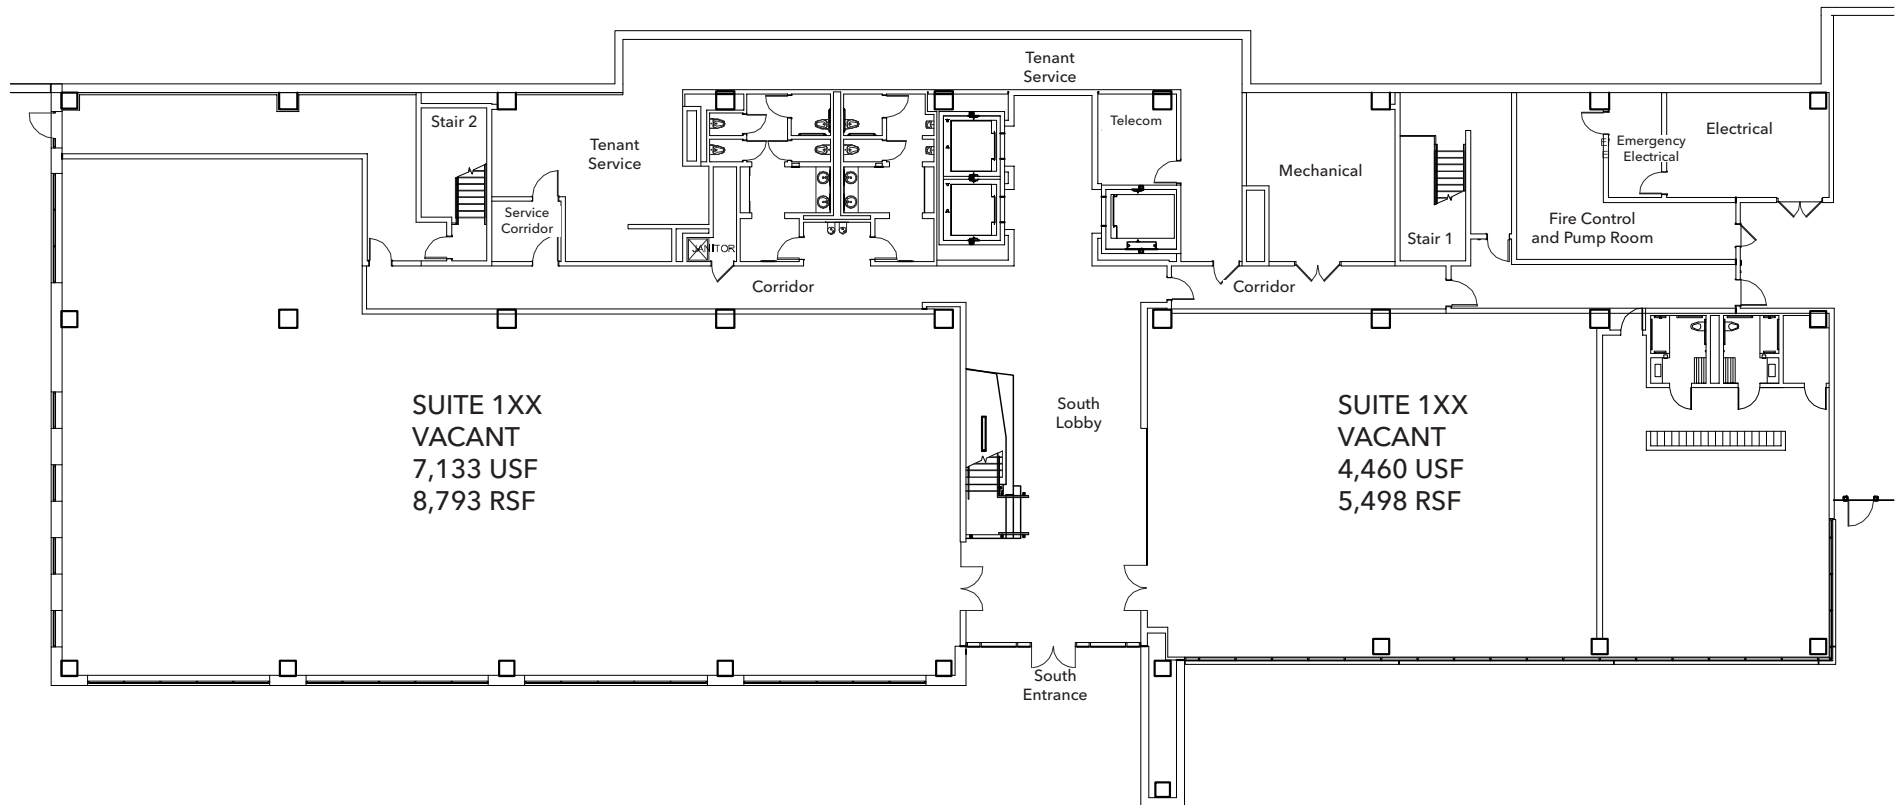 Tenant
Service
Stair 2
Tenant
Service
Telecom
Emergency
Electrical
Electrical
Mechanical
Service
Corridor
Fire Control
and Pump Room
Stair 1
JANITOR
Corridor
Corridor
SUITE 1XX
VACANT
7,133 USF
8,793 RSF
South
Lobby
SUITE 1XX
VACANT
4,460 USF
5,498 RSF
South
Entrance